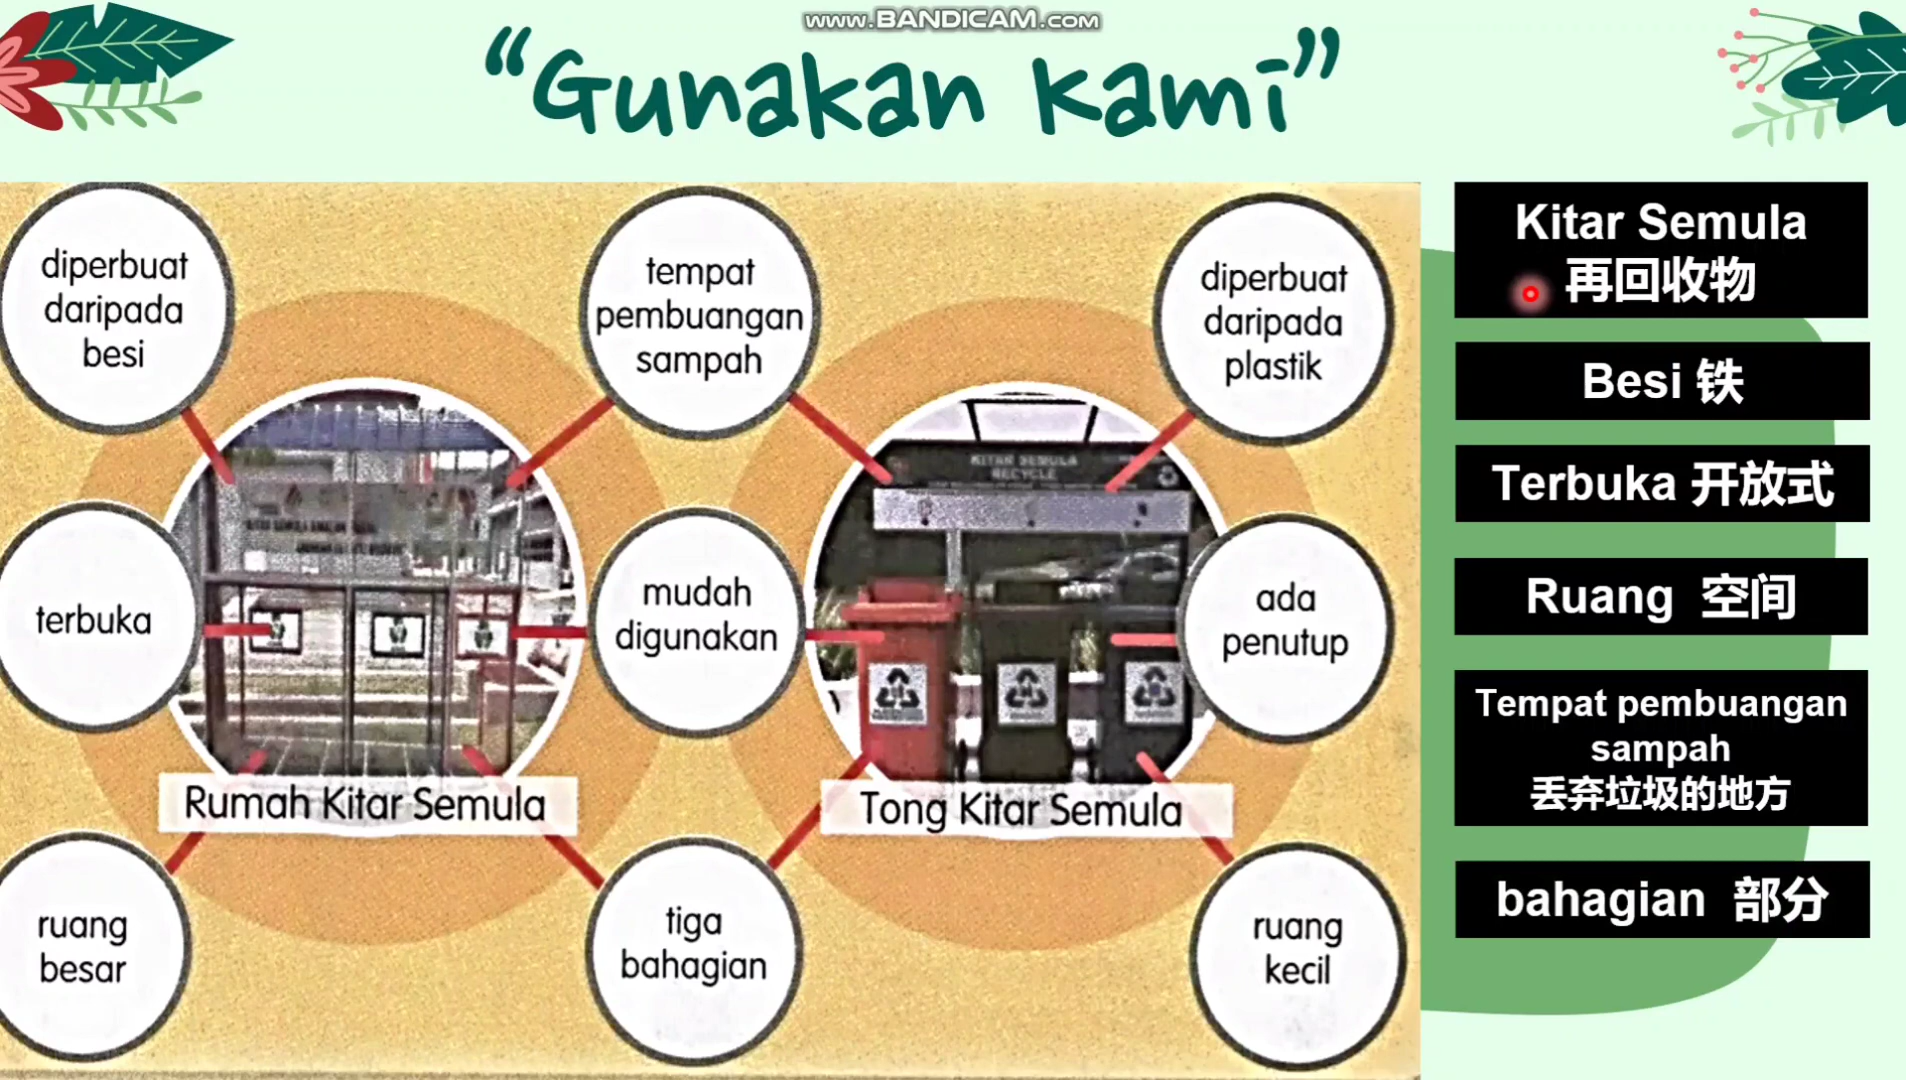 www.BANDICAM.com
“Gunakan Kami”
diperbuat
daripada
besi
tempat
pembuangan
sampah
diperbuat
daripada
plastik
terbuka
mudah
digunakan
ada
penutup
KITAR SEMULA
RECYCLE
Rumah Kitar Semula
Tong Kitar Semula
ruang
besar
tiga
bahagian
ruang
kecil
Kitar Semula
再回收物
Besi 铁
Terbuka 开放式
Ruang 空间
Tempat pembuangan
sampah
丢弃垃圾的地方
bahagian 部分